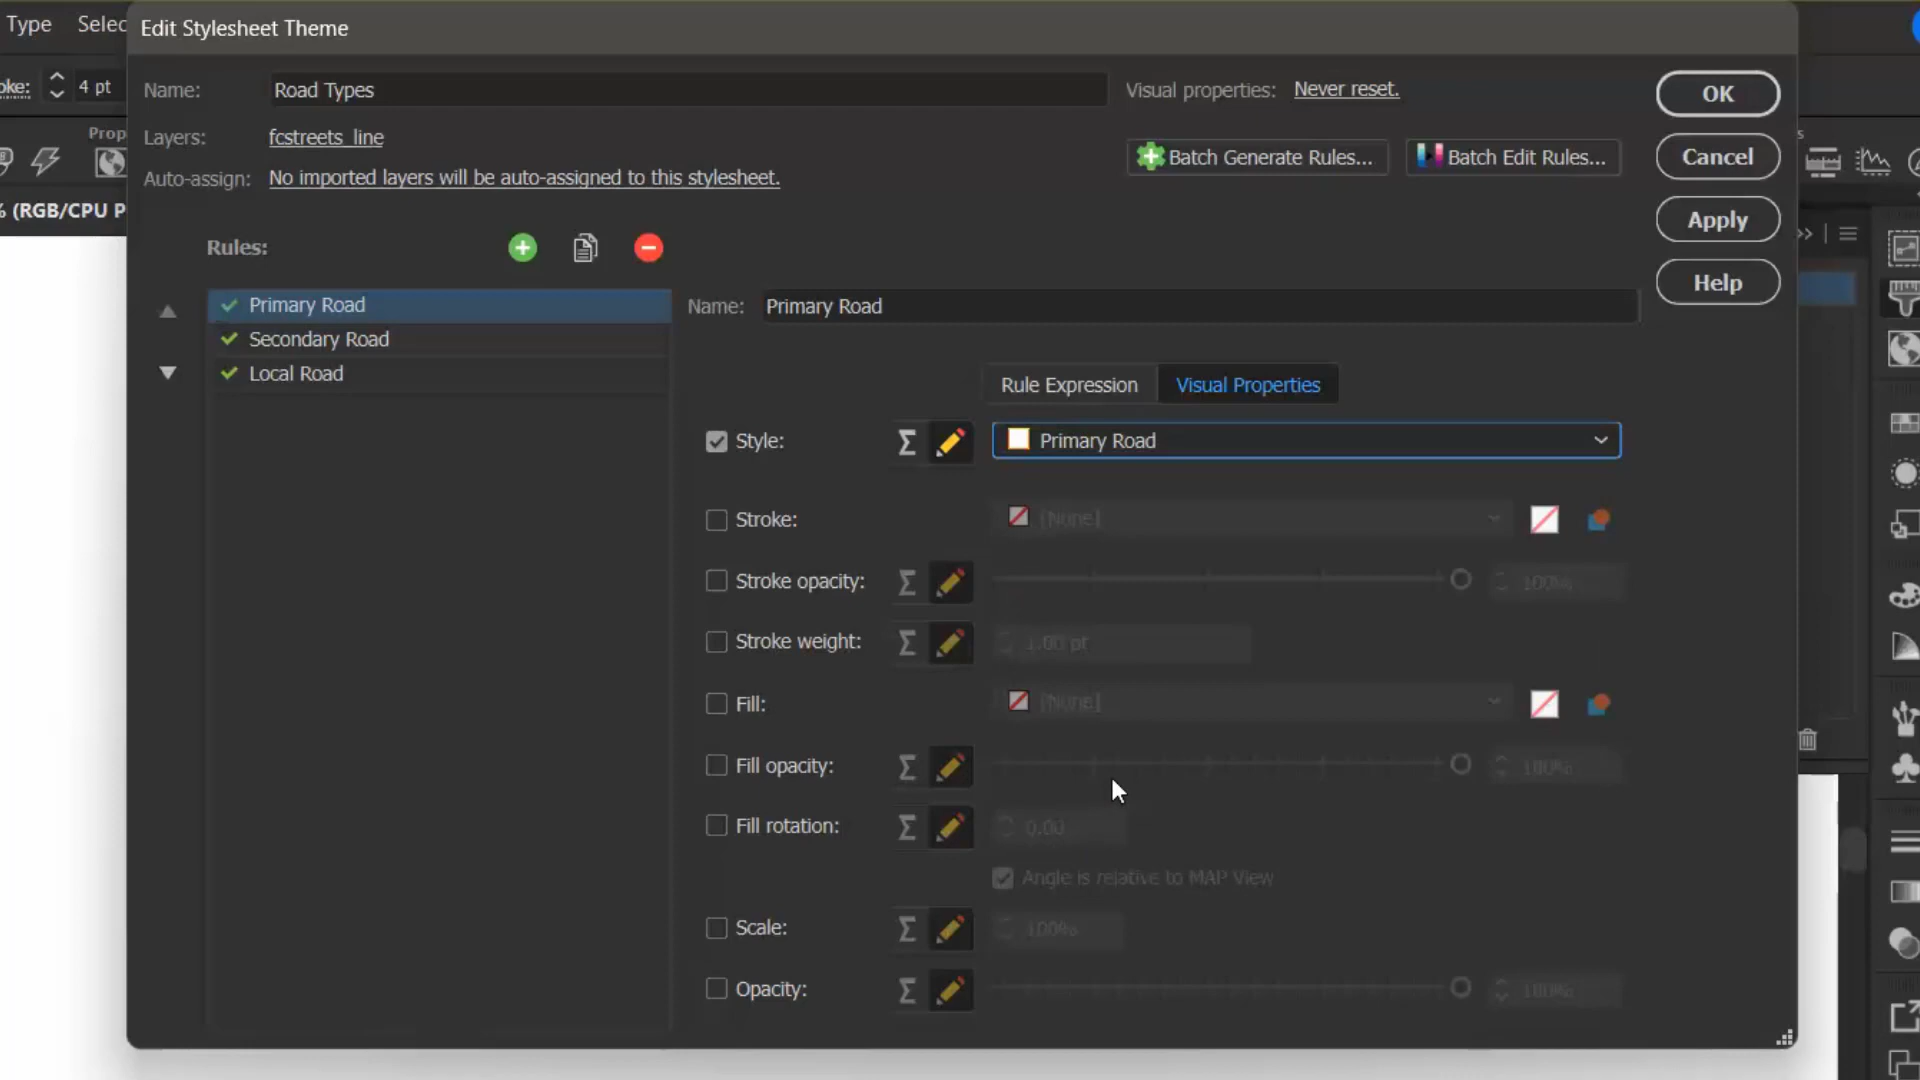 Type Selec
Edit Stylesheet Theme
oke: 4 pt
Name: Road Types
Visual properties: Never reset.
OK
Prop
Layers: fcstreets_line
Batch Generate Rules...
Batch Edit Rules...
Cancel
Auto-assign: No imported layers will be auto-assigned to this stylesheet.
% (RGB/CPU P
Apply
Rules:
Help
Primary Road
Secondary Road
Local Road
Name: Primary Road
Rule Expression
Visual Properties
Style: Primary Road
Stroke: [None]
Stroke opacity: 100%
Stroke weight: 1.00 pt
Fill: [None]
Fill opacity: 100%
Fill rotation: 0.00
Angle is relative to MAP View
Scale: 100%
Opacity: 100%